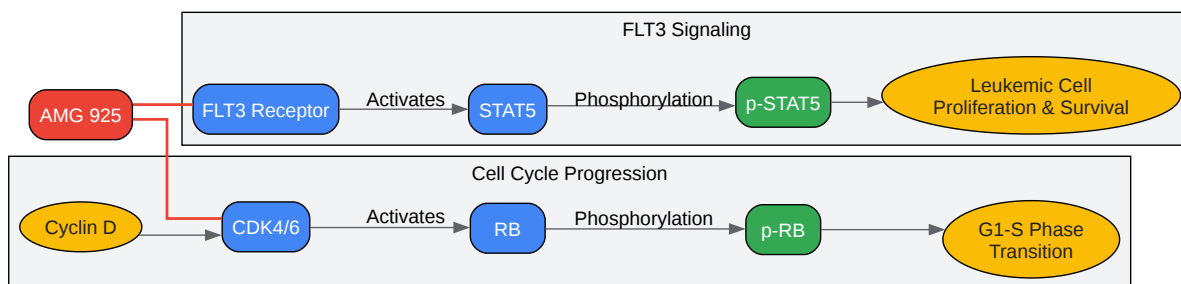 FLT3 Signaling
AMG 925
FLT3 Receptor
Activates
STAT5
Phosphorylation
p-STAT5
Leukemic Cell
Proliferation & Survival
Cell Cycle Progression
Cyclin D
CDK4/6
Activates
RB
Phosphorylation
p-RB
G1-S Phase
Transition